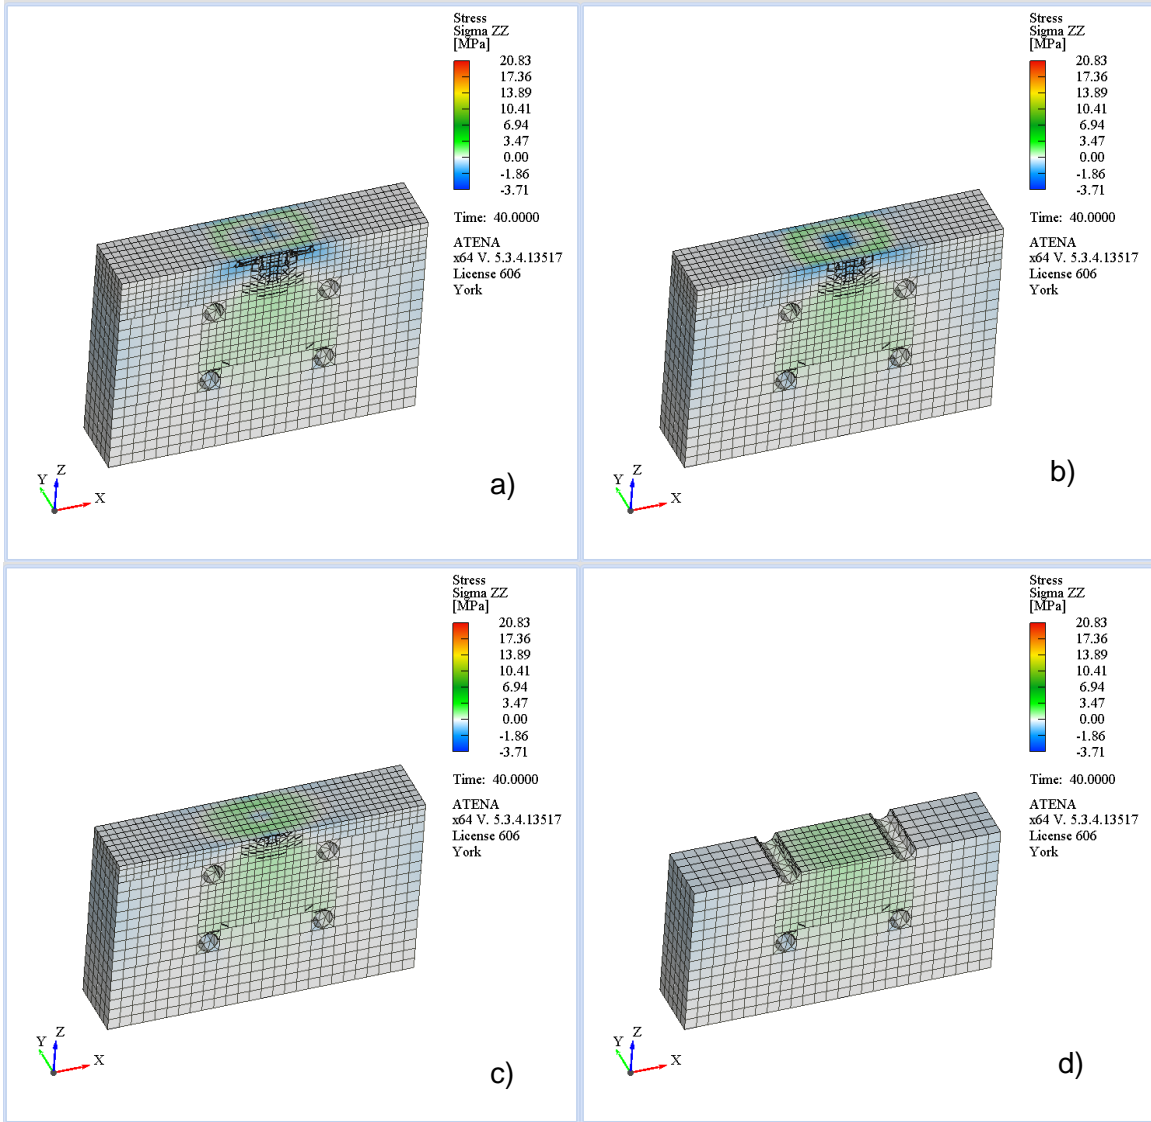 Stress
Sigma ZZ
[MPa]
20.83
17.36
13.89
10.41
6.94
3.47
0.00
-1.86
-3.71
Time: 40.0000
ATENA
x64 V. 5.3.4.13517
License 606
York
Y Z
X
a)
Stress
Sigma ZZ
[MPa]
20.83
17.36
13.89
10.41
6.94
3.47
0.00
-1.86
-3.71
Time: 40.0000
ATENA
x64 V. 5.3.4.13517
License 606
York
Y Z
X
b)
Stress
Sigma ZZ
[MPa]
20.83
17.36
13.89
10.41
6.94
3.47
0.00
-1.86
-3.71
Time: 40.0000
ATENA
x64 V. 5.3.4.13517
License 606
York
Y Z
X
c)
Stress
Sigma ZZ
[MPa]
20.83
17.36
13.89
10.41
6.94
3.47
0.00
-1.86
-3.71
Time: 40.0000
ATENA
x64 V. 5.3.4.13517
License 606
York
Y Z
X
d)